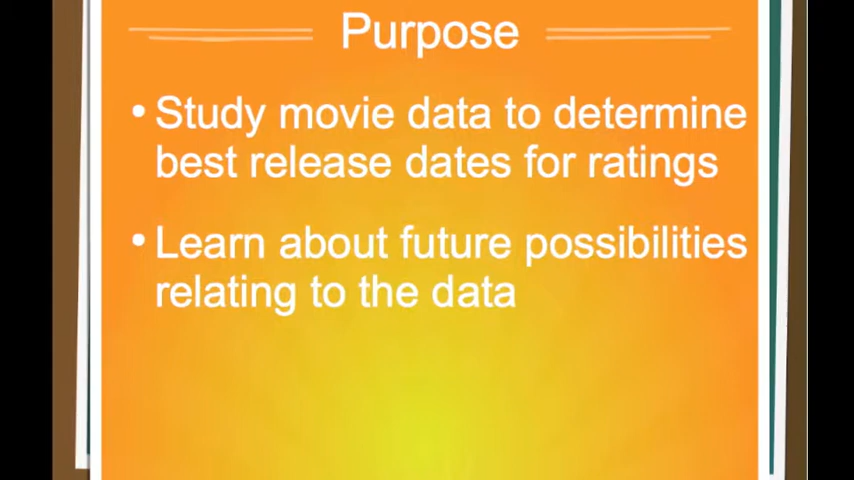 Purpose
• Study movie data to determine
best release dates for ratings
• Learn about future possibilities
relating to the data